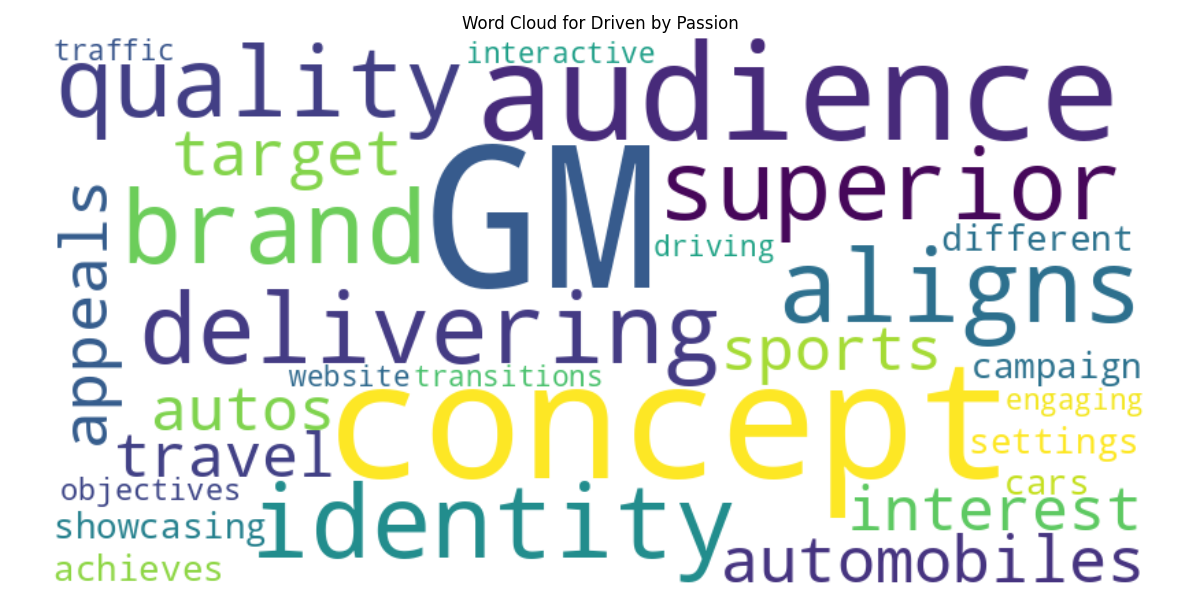 Word Cloud for Driven by Passion
traffic
interactive
quality
audience
target
GM
superior
appeals
brand
driving
different
aligns
delivering
sports
website
transitions
campaign
autos
concept
engaging
travel
settings
objectives
cars
identity
interest
showcasing
automobiles
achieves